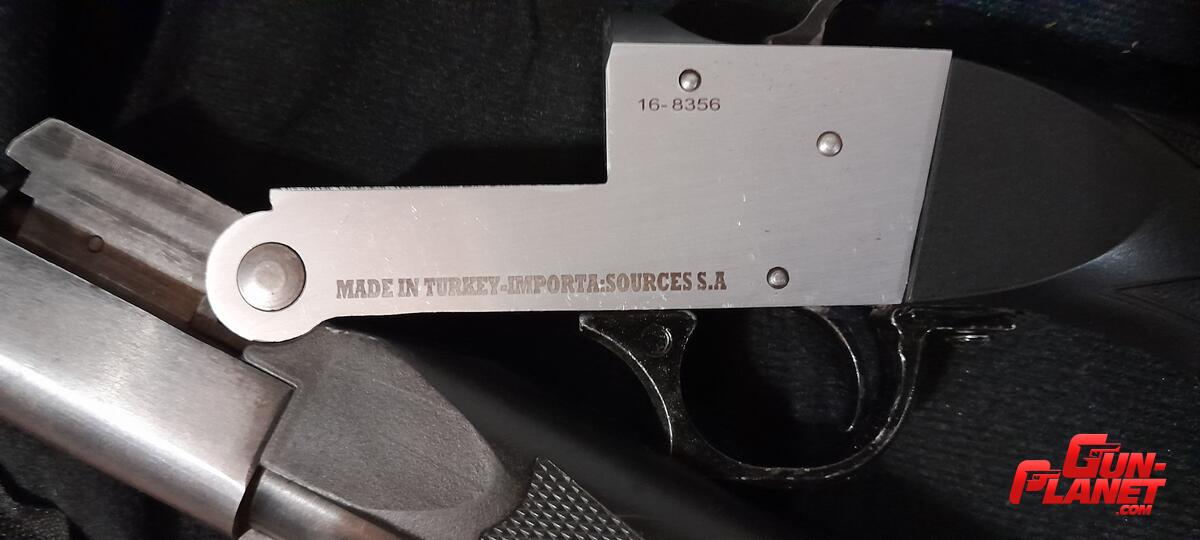 16-8356
MADE IN TURKEY-IMPORTA:SOURCES S.A
GUN-
PLANET
.COM